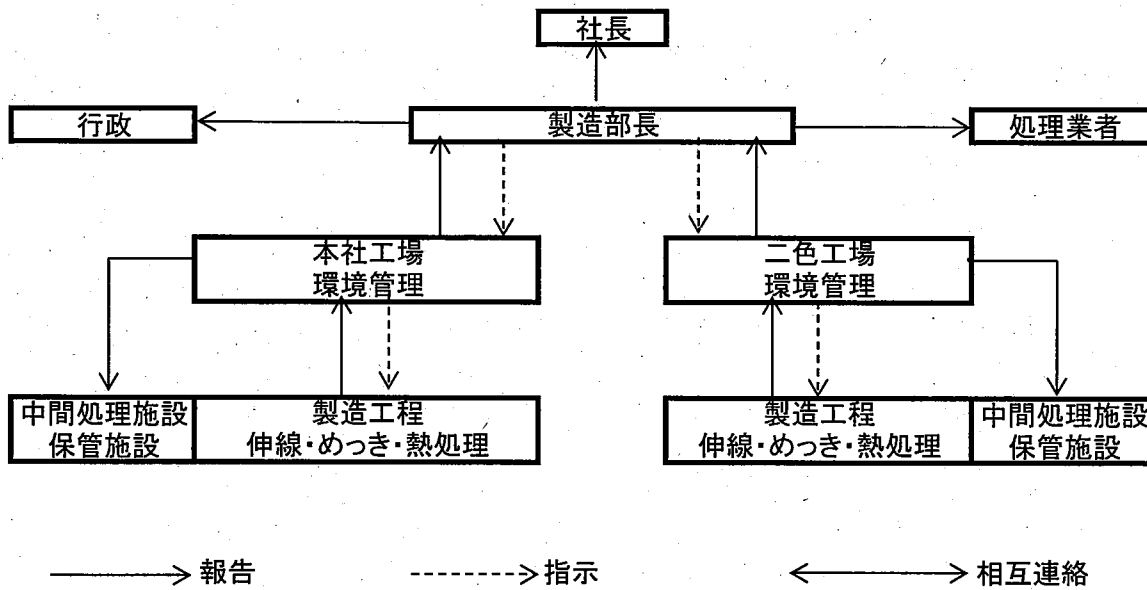 社長
行政
製造部長
処理業者
本社工場
環境管理
二色工場
環境管理
中間処理施設
保管施設
製造工程
伸線・めっき・熱処理
製造工程
伸線・めっき・熱処理
中間処理施設
保管施設
報告
指示
相互連絡